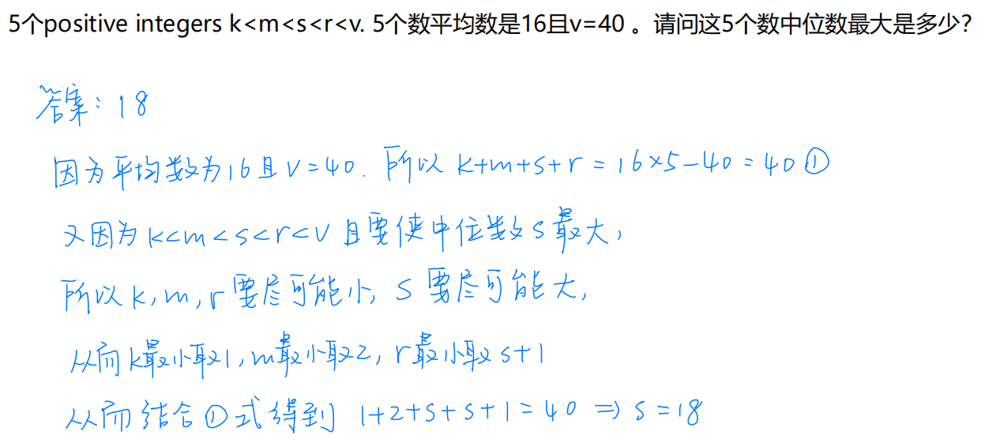 5个positive integers k<m<s<r<v. 5个数平均数是16且v=40 。请问这5个数中位数最大是多少?
答案：18
因为平均数为16且v=40. 所以 k+m+s+r = 16×5-40 = 40 ①
又因为 k<m<s<r<v 且要使中位数s最大，
所以k, m, r要尽可能小, s要尽可能大,
从而k最小取1, m最小取2, r最小取s+1
从而结合①式得到 1+2+s+s+1=40 ⇒ s=18